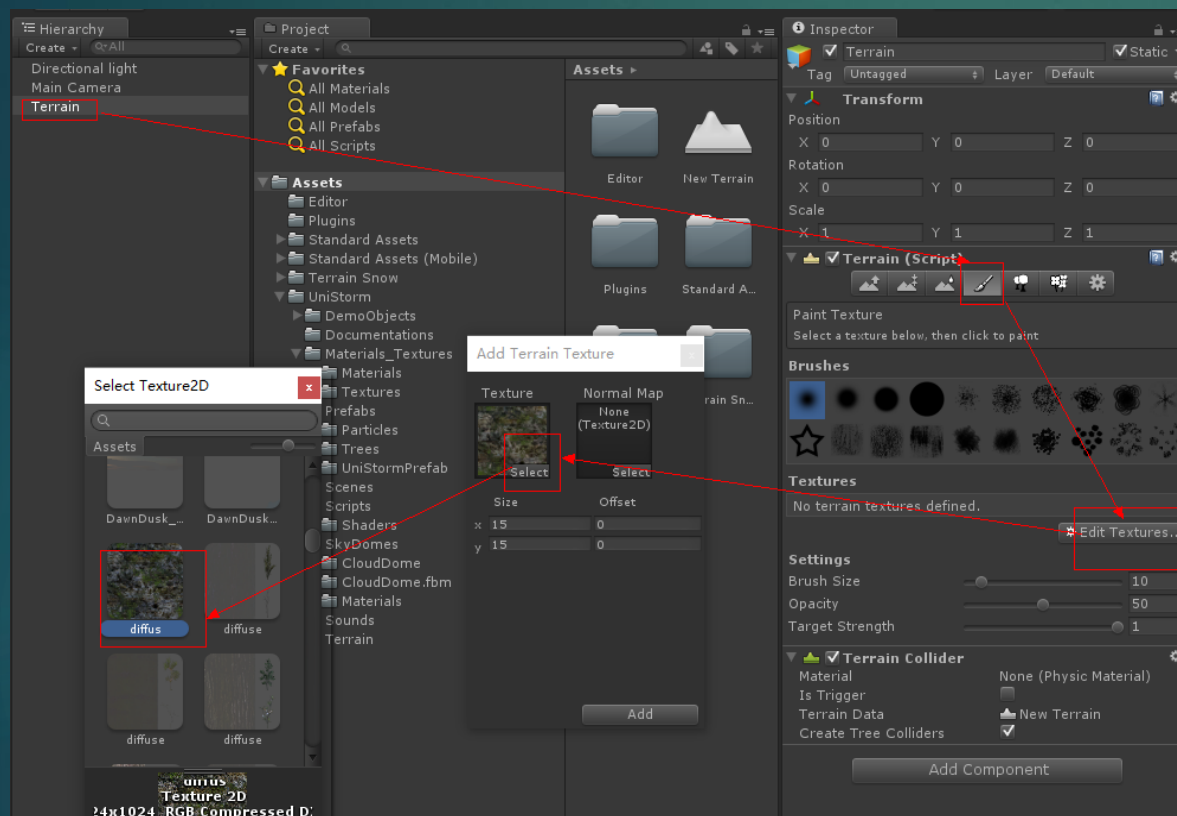 Hierarchy
Create
All
Directional light
Main Camera
Terrain
Project
Create
Favorites
All Materials
All Models
All Prefabs
All Scripts
Assets
Editor
Plugins
Standard Assets
Standard Assets (Mobile)
Terrain Snow
UniStorm
DemoObjects
Documentations
Materials_Textures
Materials
Textures
Prefabs
Particles
Trees
UniStormPrefab
Scenes
Scripts
Shaders
SkyDomes
CloudDome
CloudDome.fbm
Materials
Sounds
Terrain
Assets
Editor
New Terrain
Plugins
Standard A...
rain Sn...
Select Texture2D
x
Assets
DawnDusk_...
DawnDusk...
diffus
diffuse
diffuse
diffuse
diffus
Texture 2D
24x1024 RGB Compressed D
Add Terrain Texture
x
Texture
Normal Map
None
(Texture2D)
Select
Select
Size
Offset
x 15 0
y 15 0
Add
Inspector
Terrain
Static
Tag Untagged Layer Default
Transform
Position
X 0 Y 0 Z 0
Rotation
X 0 Y 0 Z 0
Scale
X 1 Y 1 Z 1
Terrain (Script)
Paint Texture
Select a texture below, then click to paint
Brushes
Textures
No terrain textures defined.
Edit Textures...
Settings
Brush Size 10
Opacity 50
Target Strength 1
Terrain Collider
Material None (Physic Material)
Is Trigger
Terrain Data New Terrain
Create Tree Colliders
Add Component